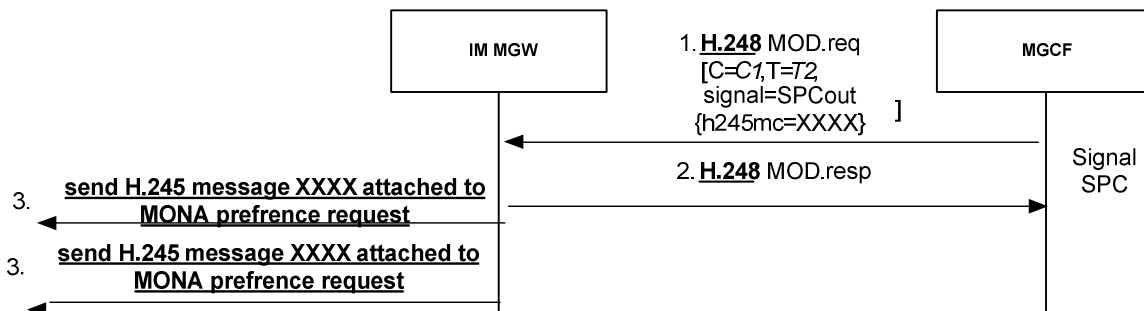 IM MGW
MGCF
1. H.248 MOD.req
[C=C1,T=T2,
signal=SPCout
{h245mc=XXXX} ]
2. H.248 MOD.resp
Signal
SPC
3. send H.245 message XXXX attached to
MONA prefrence request
3. send H.245 message XXXX attached to
MONA prefrence request